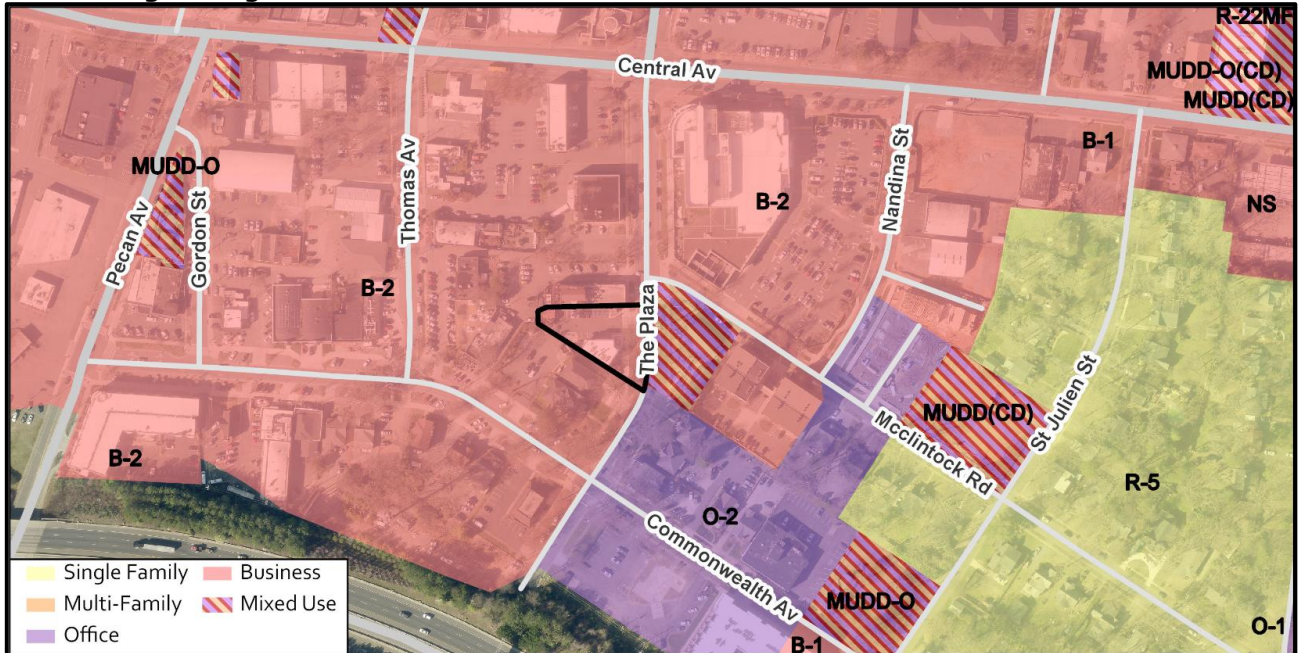 R-22MF
Central Av
MUDD-O(CD)
MUDD(CD)
B-1
MUDD-O
Thomas Av
Nandina St
B-2
NS
Pecan Av
Gordon St
B-2
The Plaza
MUDD(CD)
St Julien St
Mcclintock Rd
B-2
R-5
O-2
Commonwealth Av
MUDD-O
O-1
B-1
Single Family
Business
Multi-Family
Mixed Use
Office